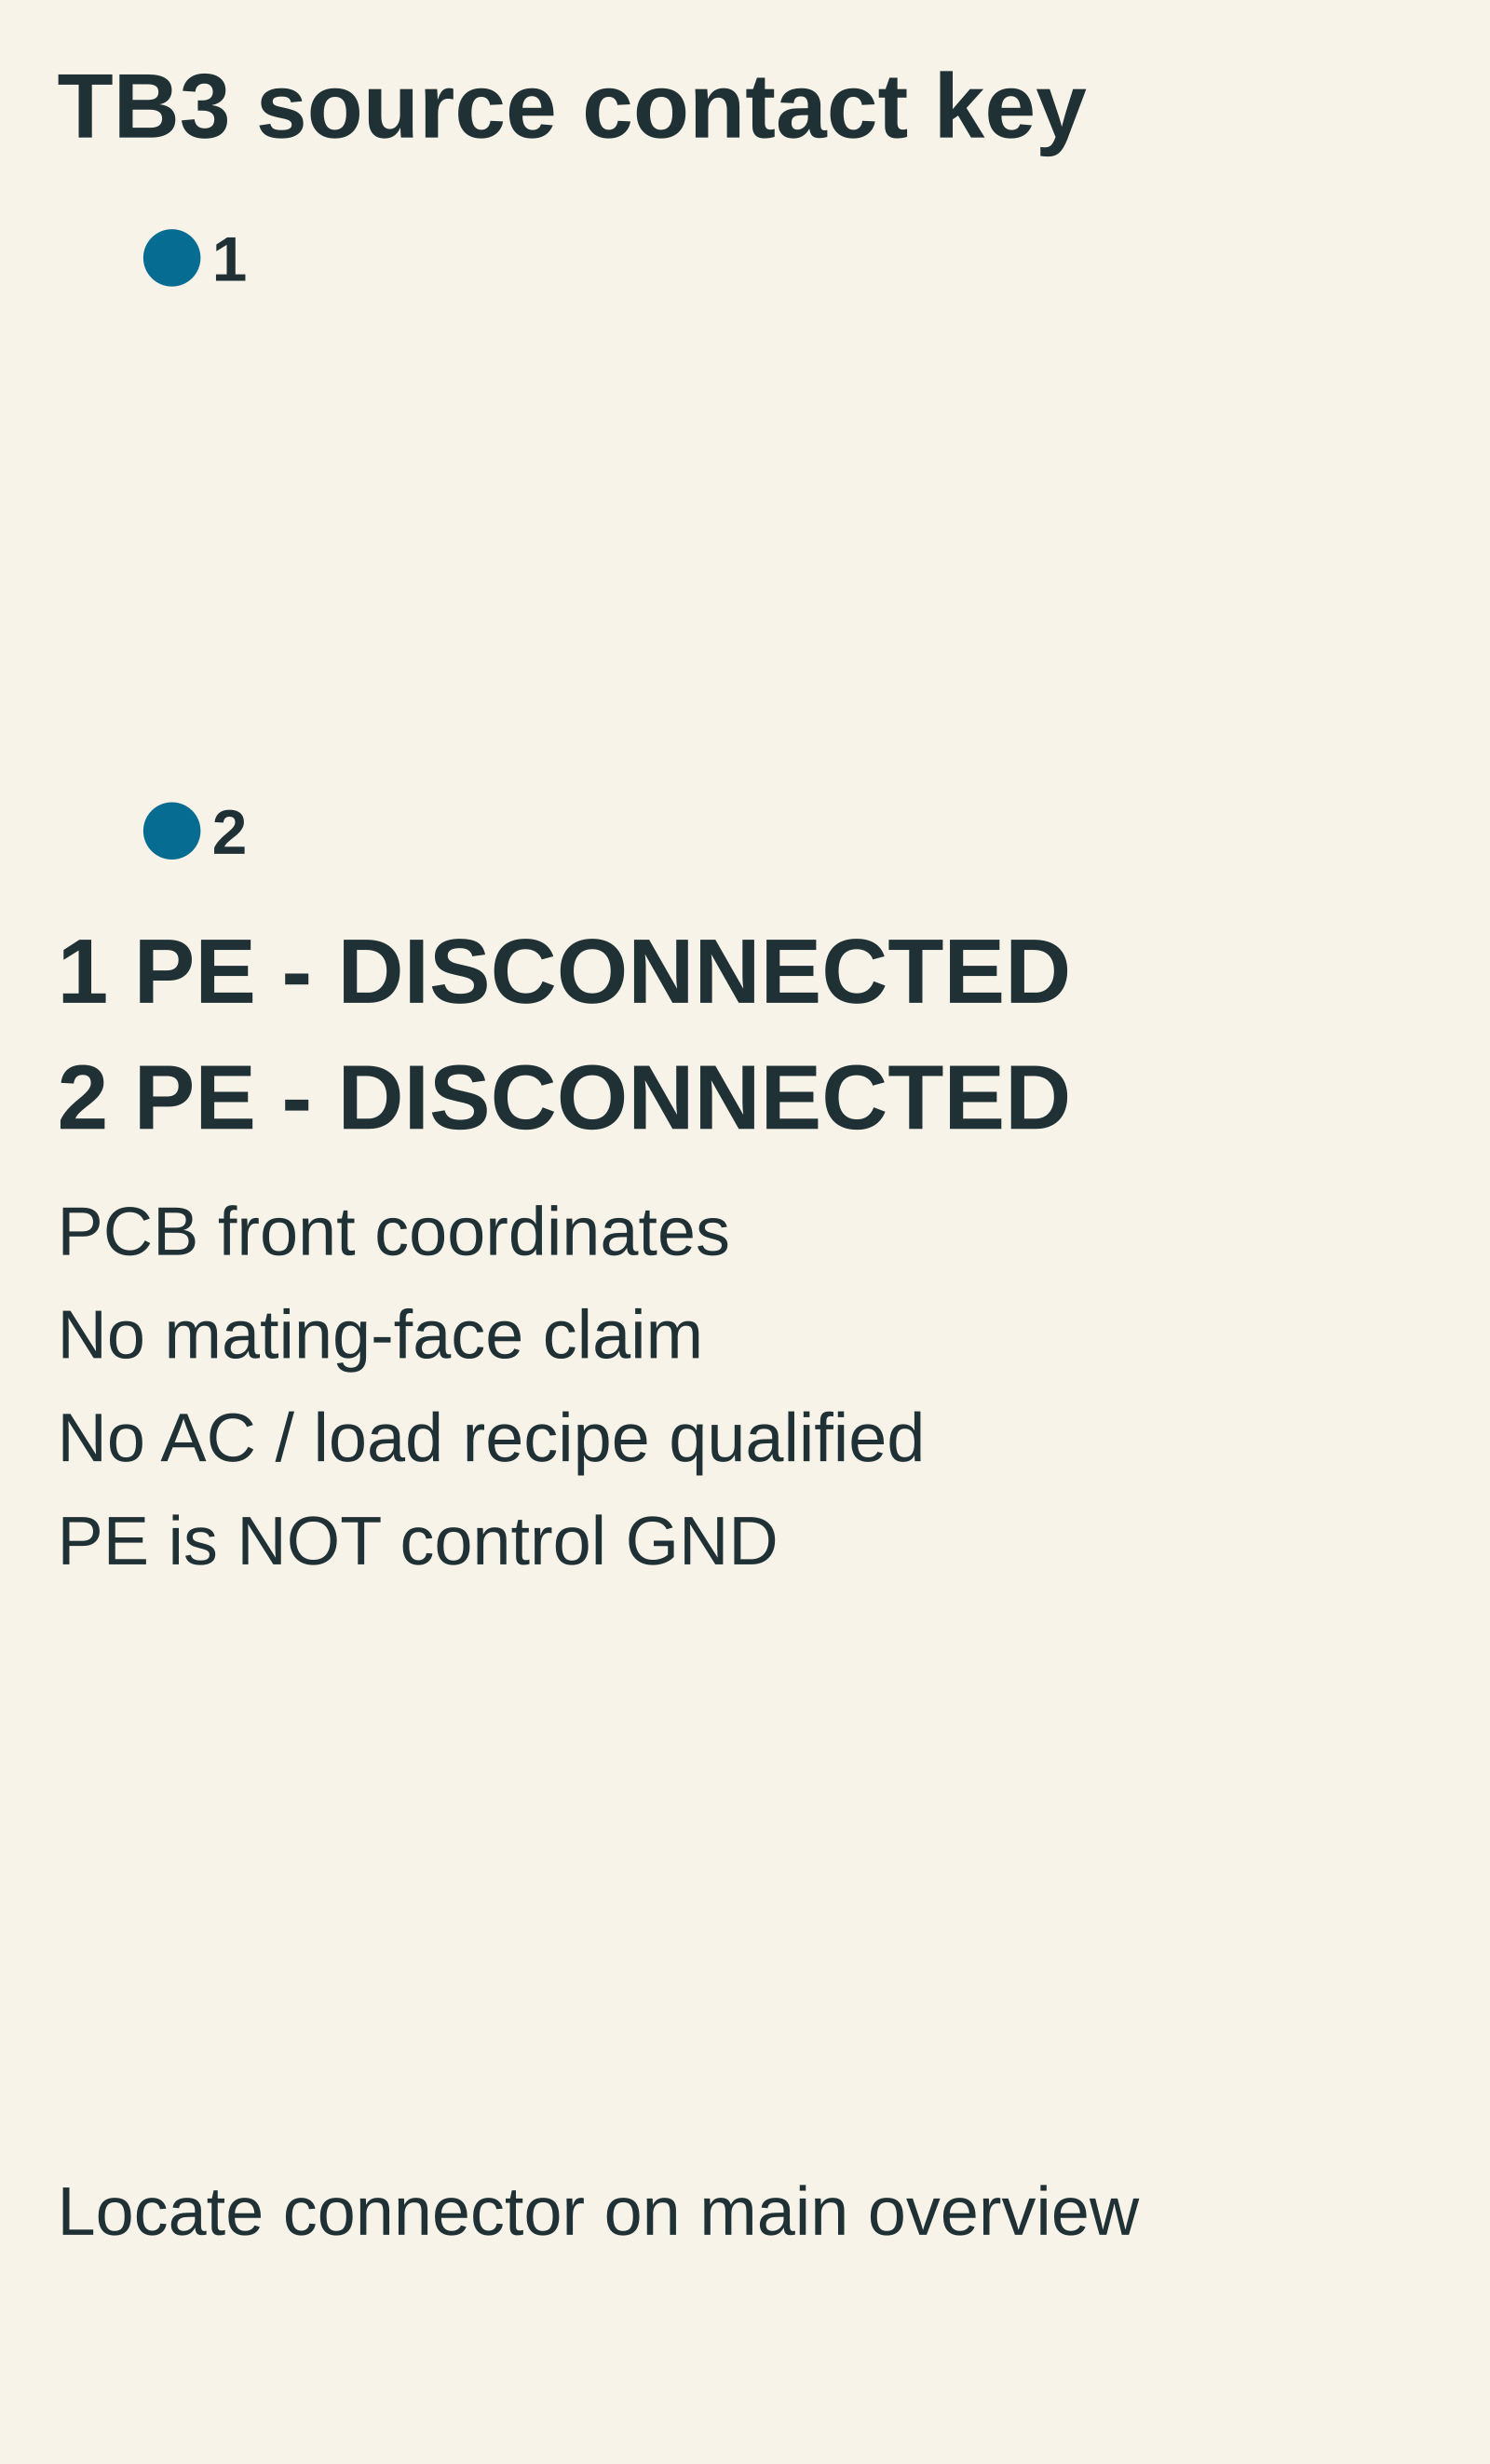 TB3 source contact key
1
2
1 PE - DISCONNECTED
2 PE - DISCONNECTED
PCB front coordinates
No mating-face claim
No AC / load recipe qualified
PE is NOT control GND
Locate connector on main overview